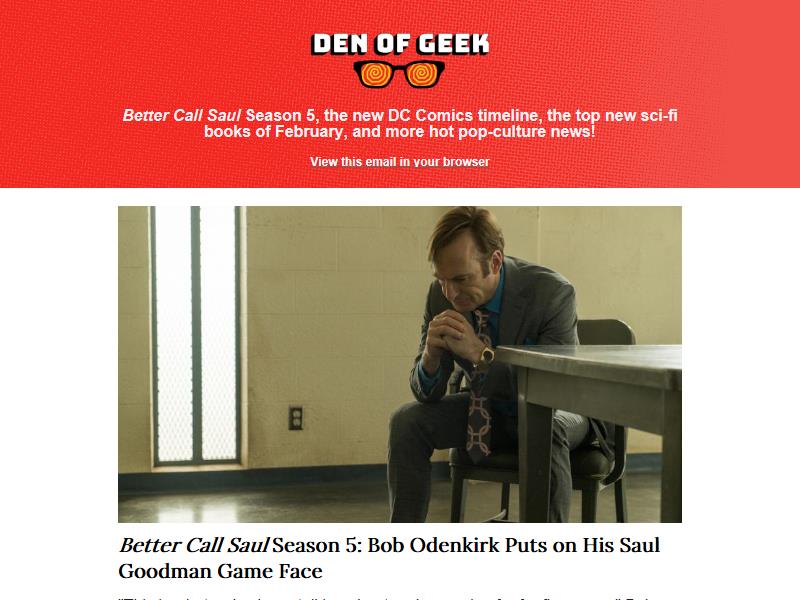 DEN OF GEEK
Better Call Saul Season 5, the new DC Comics timeline, the top new sci-fi
books of February, and more hot pop-culture news!
View this email in your browser
Better Call Saul Season 5: Bob Odenkirk Puts on His Saul
Goodman Game Face